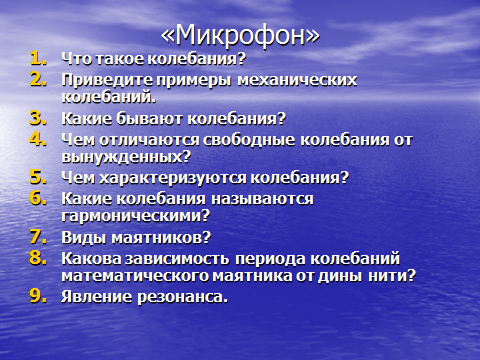 «Микрофон»
1. Что такое колебания?
2. Приведите примеры механических
колебаний.
3. Какие бывают колебания?
4. Чем отличаются свободные колебания от
вынужденных?
5. Чем характеризуются колебания?
6. Какие колебания называются
гармоническими?
7. Виды маятников?
8. Какова зависимость периода колебаний
математического маятника от дины нити?
9. Явление резонанса.